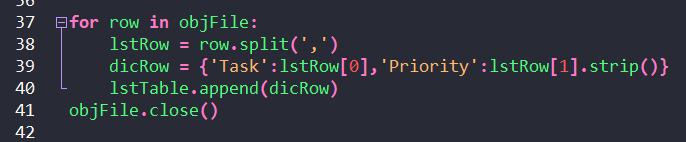 37 for row in objFile:
38     lstRow = row.split(',')
39     dicRow = {'Task':lstRow[0],'Priority':lstRow[1].strip()}
40     lstTable.append(dicRow)
41 objFile.close()
42